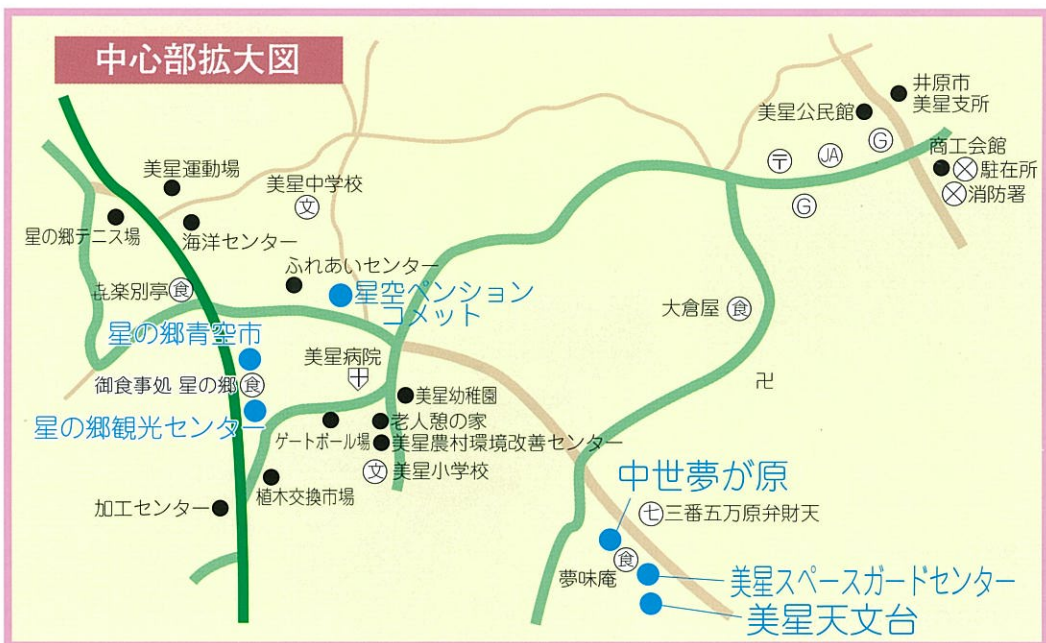 中心部拡大図
井原市
美星支所
美星公民館
〒
JA
G
商工会館
駐在所
消防署
G
美星運動場
美星中学校
文
星の郷テニス場
海洋センター
ふれあいセンター
㐂楽別亭 食
星空ペンション
コメット
大倉屋 食
星の郷青空市
美星病院
御食事処 星の郷 食
美星幼稚園
卍
星の郷観光センター
老人憩の家
ゲートボール場
美星農村環境改善センター
文 美星小学校
植木交換市場
加工センター
中世夢が原
七 三番五万原弁財天
食
夢味庵
美星スペースガードセンター
美星天文台